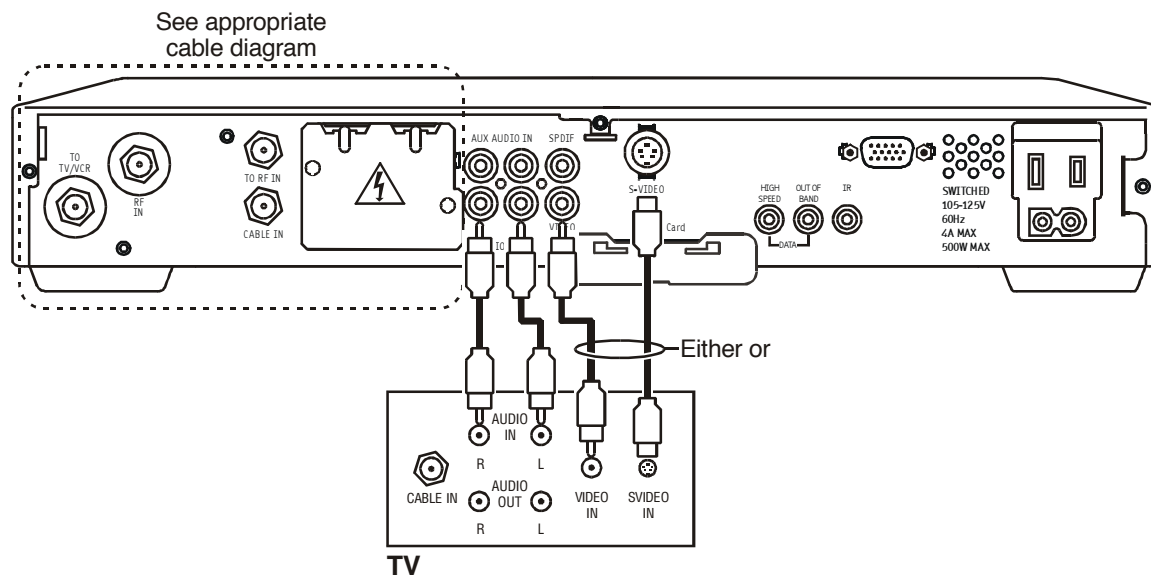 See appropriate
cable diagram
TO
TV/VCR
RF
IN
TO RF IN
CABLE IN
AUX AUDIO IN
SPDIF
S-VIDEO
Card
HIGH
SPEED
OUT OF
BAND
IR
DATA
SWITCHED
105-125V
60Hz
4A MAX
500W MAX
Either or
AUDIO
IN
R
L
CABLE IN
AUDIO
OUT
R
L
VIDEO
IN
SVIDEO
IN
TV